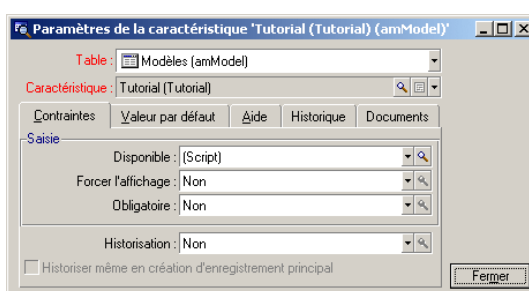 Paramètres de la caractéristique 'Tutorial (Tutorial) (amModel)'
Table : Modèles (amModel)
Caractéristique : Tutorial (Tutorial)
Contraintes Valeur par défaut Aide Historique Documents
Saisie
Disponible : (Script)
Forcer l'affichage : Non
Obligatoire : Non
Historisation : Non
Historiser même en création d'enregistrement principal
Fermer